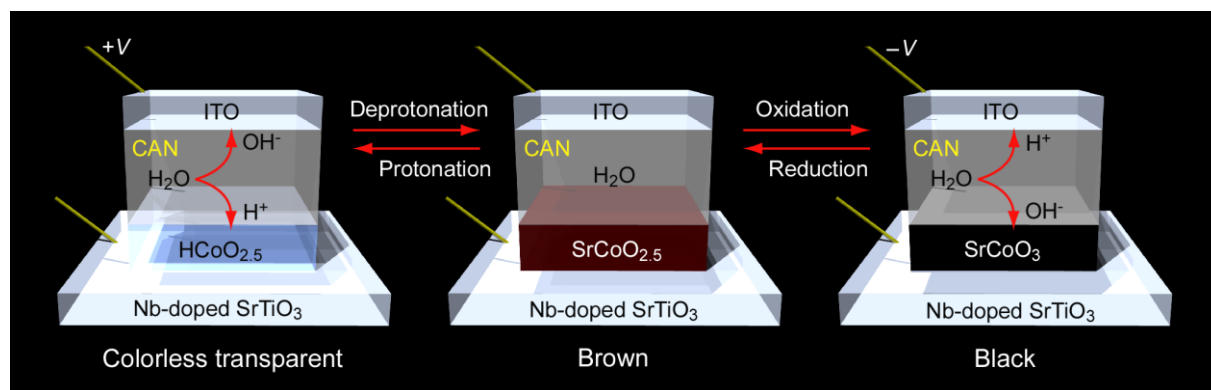 +V
–V
ITO
Deprotonation
ITO
Oxidation
ITO
CAN
OH-
CAN
CAN
H+
H₂O
Protonation
H₂O
Reduction
H₂O
H+
OH-
HCoO₂.₅
SrCoO₂.₅
SrCoO₃
Nb-doped SrTiO₃
Nb-doped SrTiO₃
Nb-doped SrTiO₃
Colorless transparent
Brown
Black